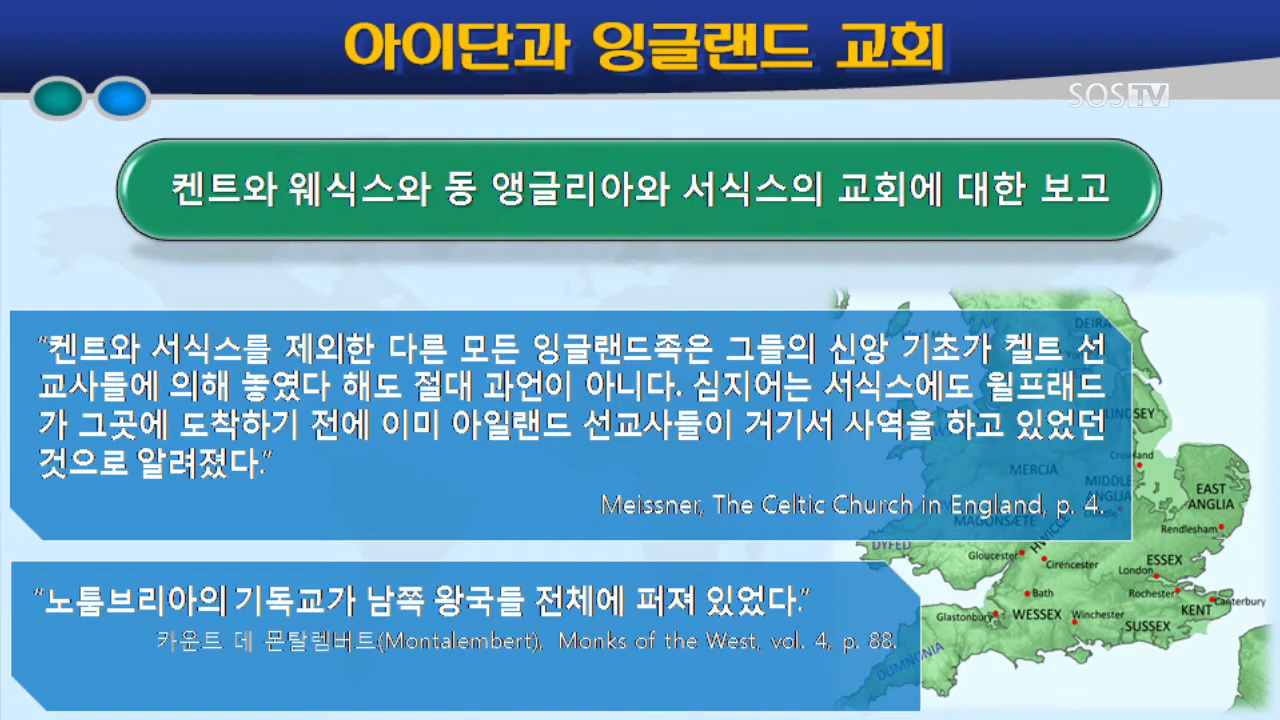 아이단과 잉글랜드 교회
SOSTV
켄트와 웨식스와 동 앵글리아와 서식스의 교회에 대한 보고
"켄트와 서식스를 제외한 다른 모든 잉글랜드족은 그들의 신앙 기초가 켈트 선
교사들에 의해 놓였다 해도 절대 과언이 아니다. 심지어는 서식스에도 윌프래드
가 그곳에 도착하기 전에 이미 아일랜드 선교사들이 거기서 사역을 하고 있었던
것으로 알려졌다."
Meissner, The Celtic Church in England, p. 4.
"노툼브리아의 기독교가 남쪽 왕국들 전체에 퍼져 있었다."
카운트 데 몬탈렘버트(Montalembert), Monks of the West, vol. 4, p. 88.
DEIRA
LINDSEY
Crowland
MERCIA
MIDDLE
ANGLIA
EAST
ANGLIA
MAGONSÆTE
HWICCE
Rendlesham
DYFED
Gloucester
Cirencester
ESSEX
London
Bath
Rochester
Canterbury
KENT
Glastonbury
WESSEX
Winchester
SUSSEX
DUMNONIA